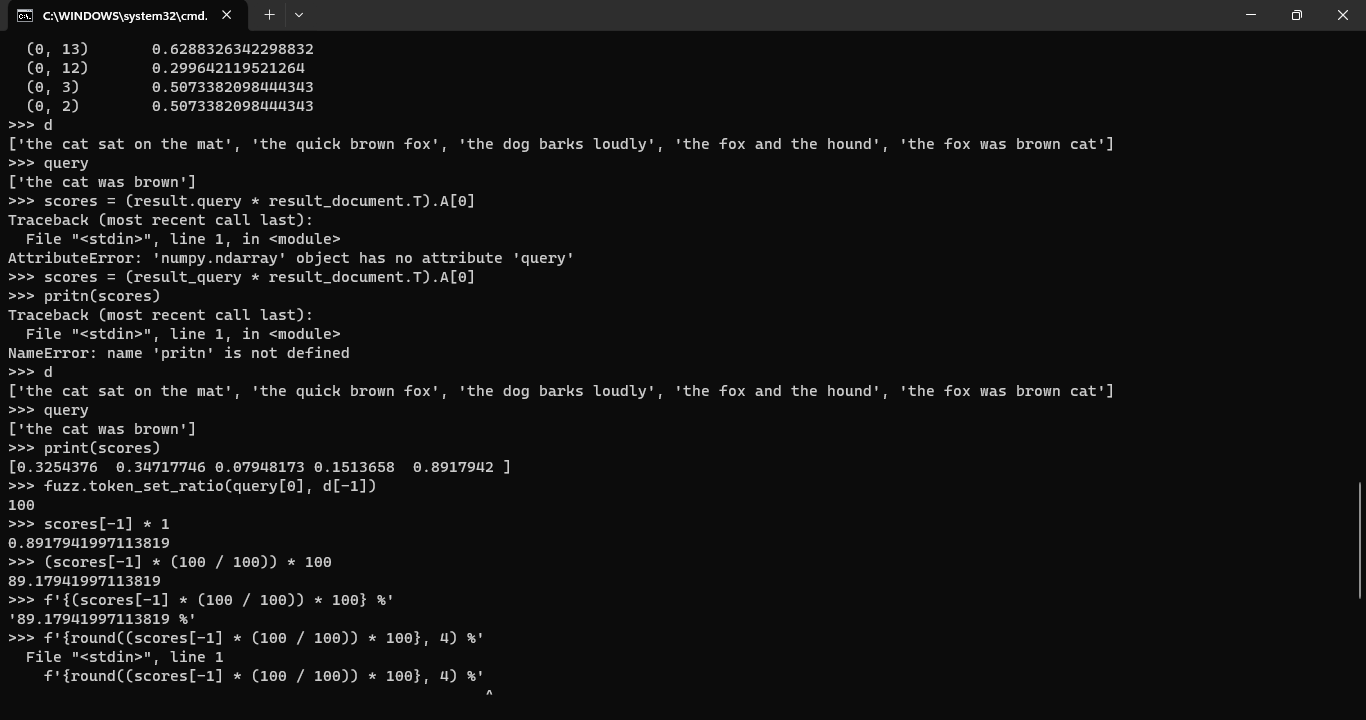 C:\WINDOWS\system32\cmd.
(0, 13)	0.6288326342298832
(0, 12)	0.299642119521264
(0, 3)	0.5073382098444343
(0, 2)	0.5073382098444343
>>> d
['the cat sat on the mat', 'the quick brown fox', 'the dog barks loudly', 'the fox and the hound', 'the fox was brown cat']
>>> query
['the cat was brown']
>>> scores = (result.query * result_document.T).A[0]
Traceback (most recent call last):
  File "<stdin>", line 1, in <module>
AttributeError: 'numpy.ndarray' object has no attribute 'query'
>>> scores = (result_query * result_document.T).A[0]
>>> pritn(scores)
Traceback (most recent call last):
  File "<stdin>", line 1, in <module>
NameError: name 'pritn' is not defined
>>> d
['the cat sat on the mat', 'the quick brown fox', 'the dog barks loudly', 'the fox and the hound', 'the fox was brown cat']
>>> query
['the cat was brown']
>>> print(scores)
[0.3254376  0.34717746 0.07948173 0.1513658  0.8917942 ]
>>> fuzz.token_set_ratio(query[0], d[-1])
100
>>> scores[-1] * 1
0.8917941997113819
>>> (scores[-1] * (100 / 100)) * 100
89.17941997113819
>>> f'{(scores[-1] * (100 / 100)) * 100} %'
'89.17941997113819 %'
>>> f'{round((scores[-1] * (100 / 100)) * 100}, 4) %'
  File "<stdin>", line 1
    f'{round((scores[-1] * (100 / 100)) * 100}, 4) %'
                                                     ^